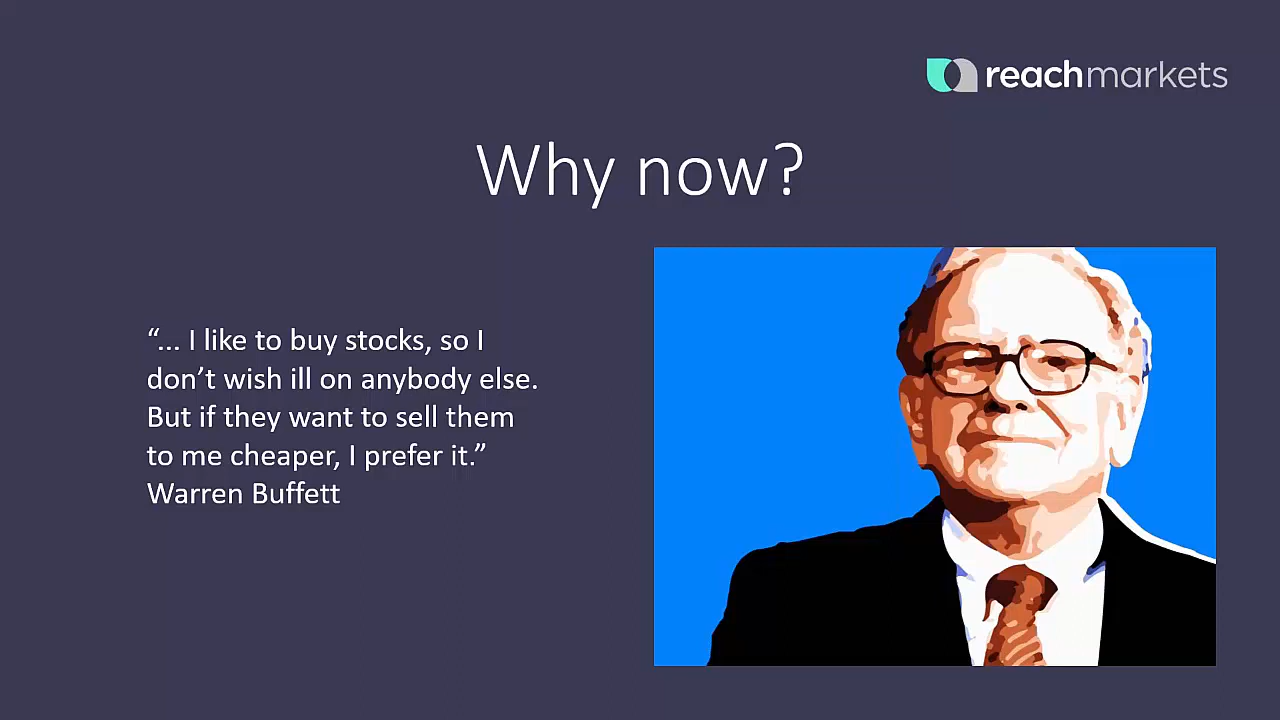 reachmarkets
Why now?
“... I like to buy stocks, so I
don’t wish ill on anybody else.
But if they want to sell them
to me cheaper, I prefer it.”
Warren Buffett